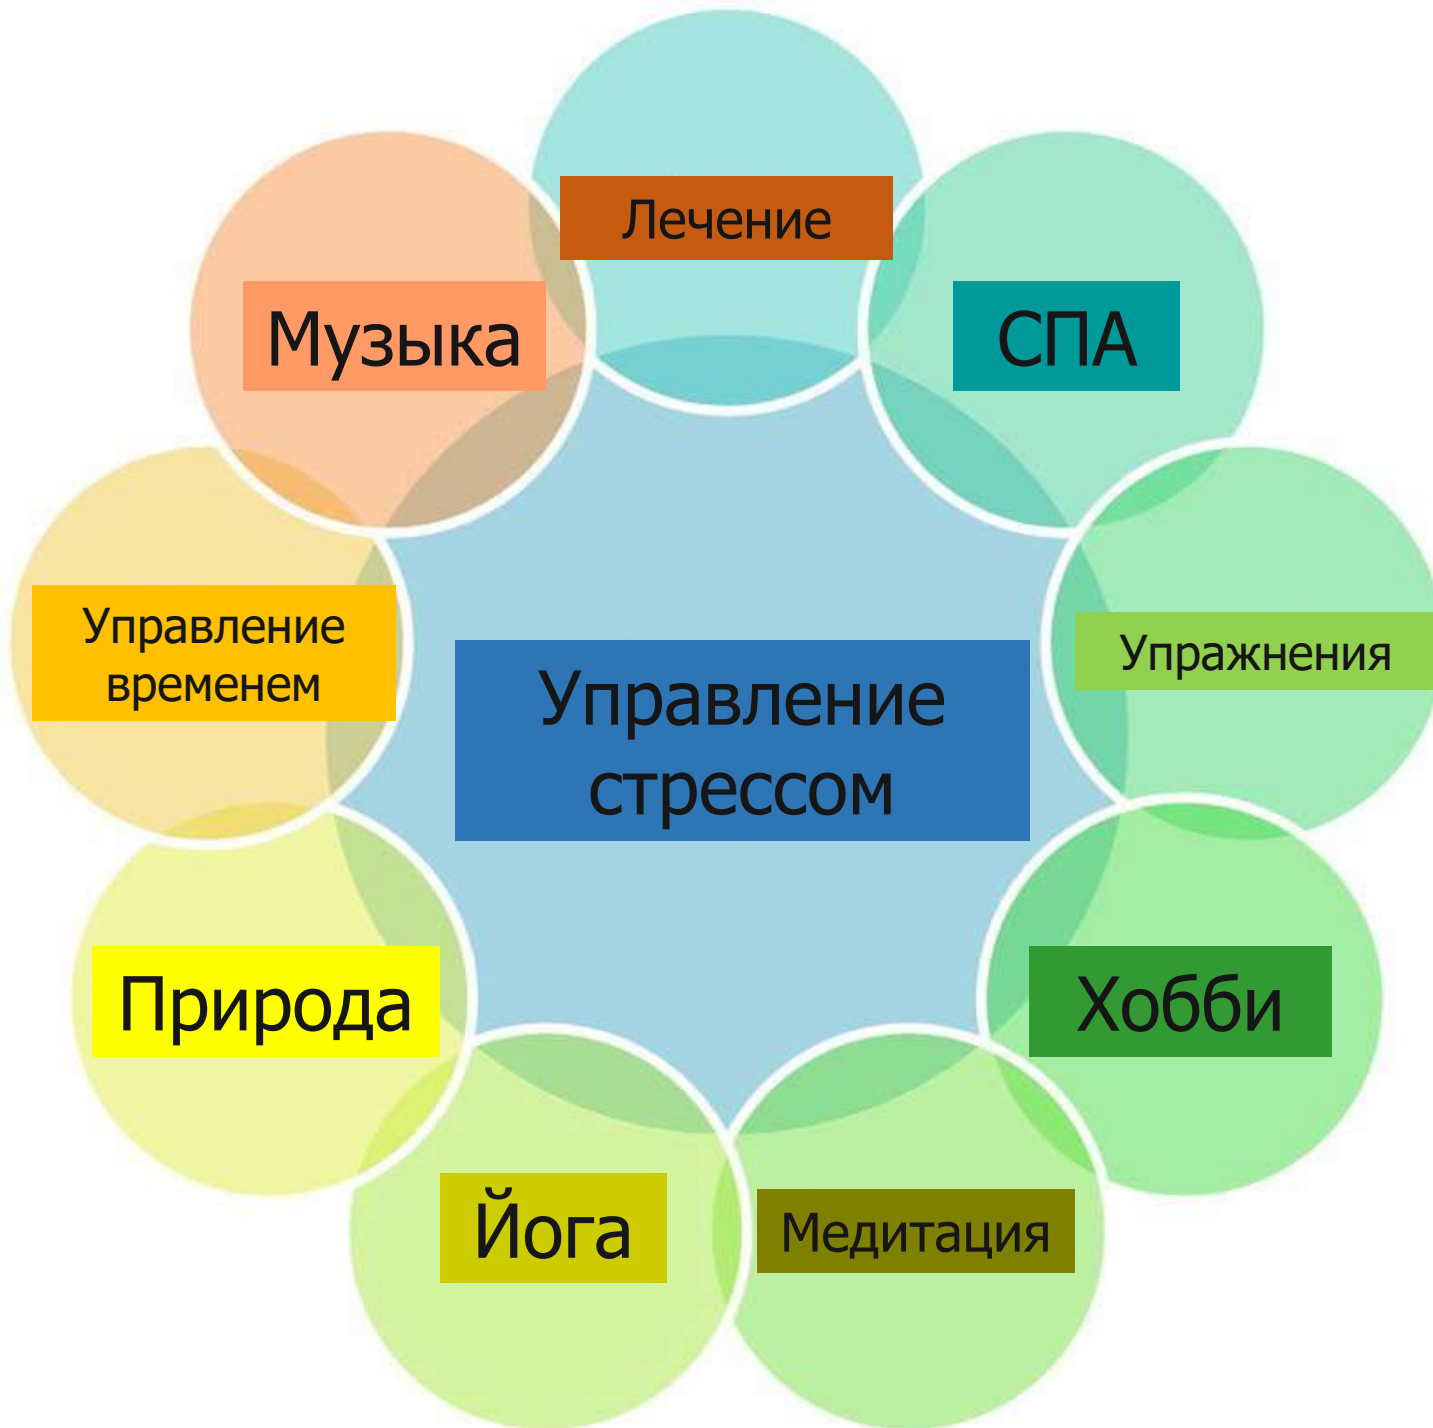 Лечение
Музыка
СПА
Управление
временем
Упражнения
Управление
стрессом
Природа
Хобби
Йога
Медитация